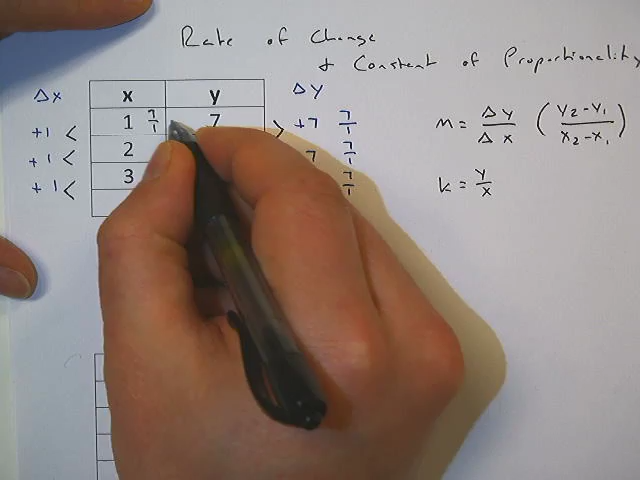 Rate of Change
& Constant of Proportionality
Δx x y Δy
+1 < 1 7/1 7 > +7 7/1
+1 < 2 7 7/1
+1 < 3 7/1
m = Δy/Δx (y₂-y₁/x₂-x₁)
k = y/x